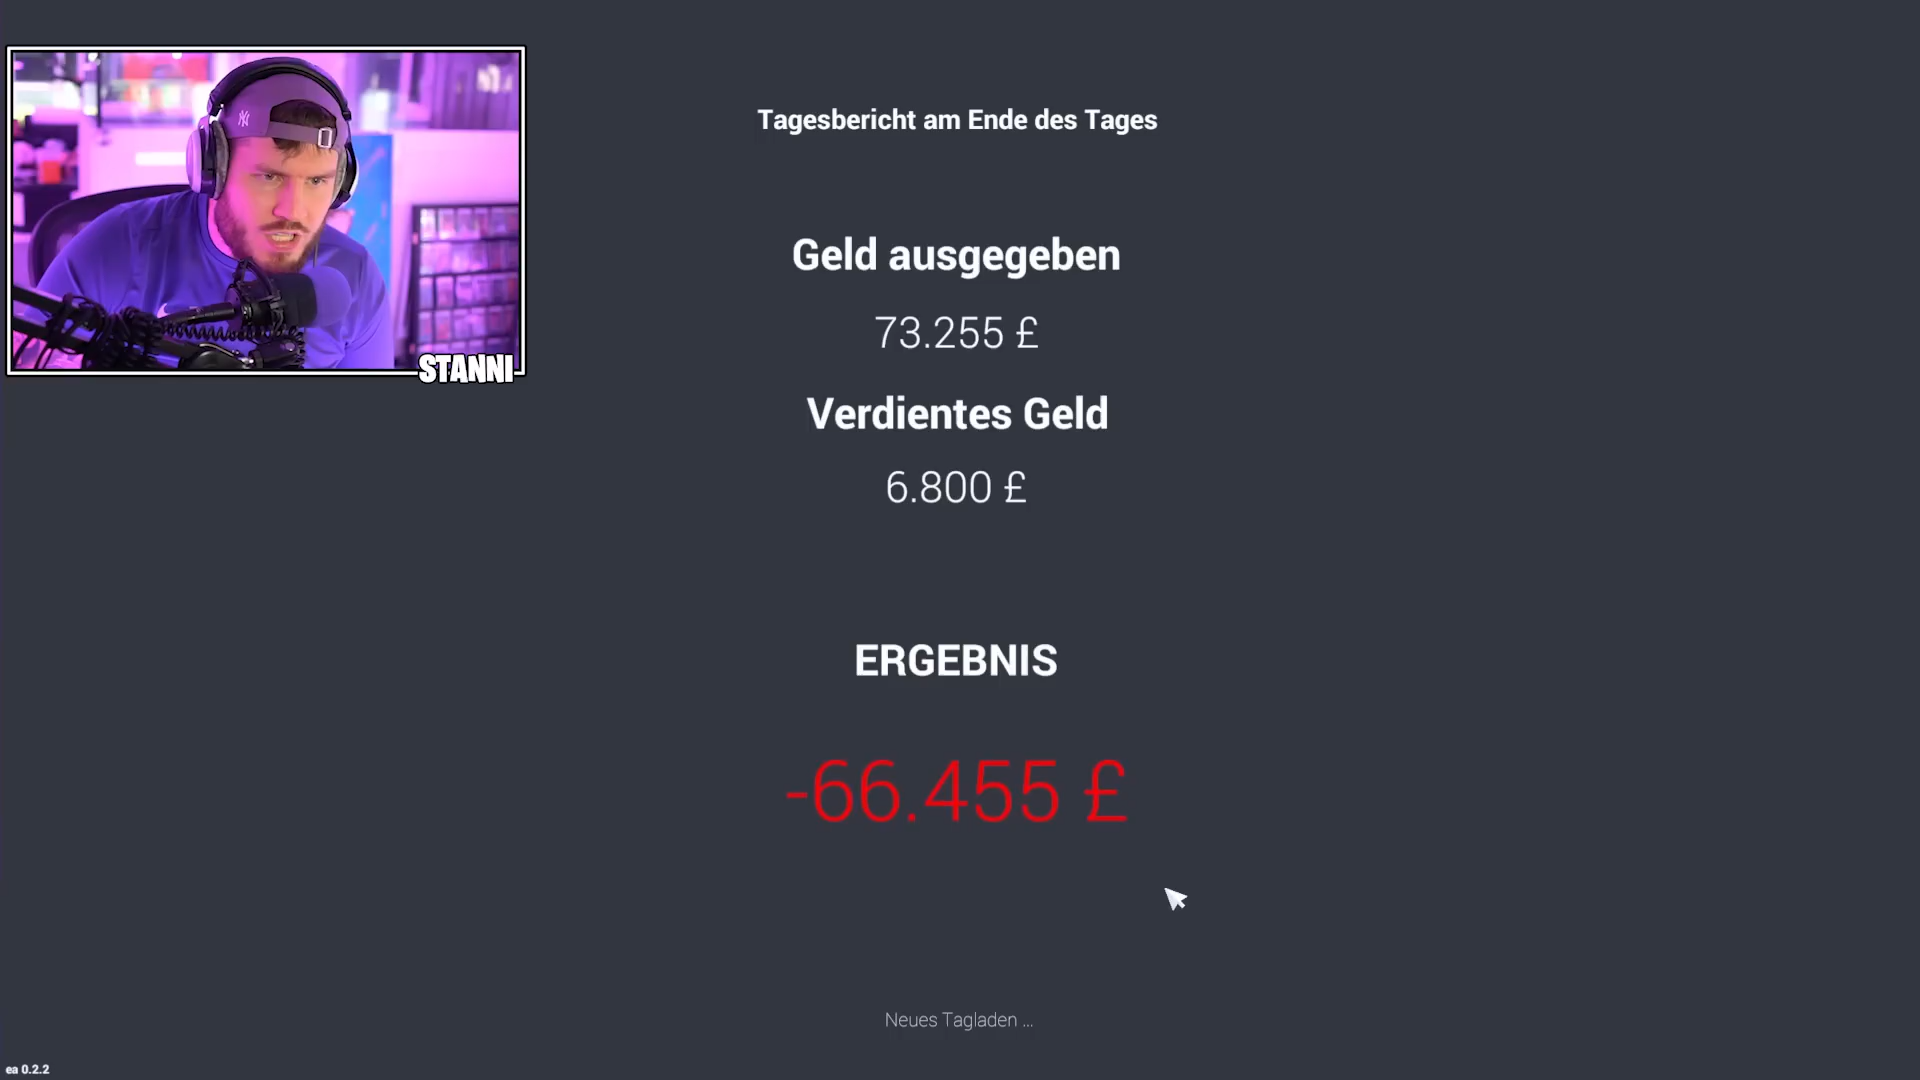 Tagesbericht am Ende des Tages
STANNI
Geld ausgegeben
73.255 £
Verdientes Geld
6.800 £
ERGEBNIS
-66.455 £
Neues Tagladen ...
ea 0.2.2